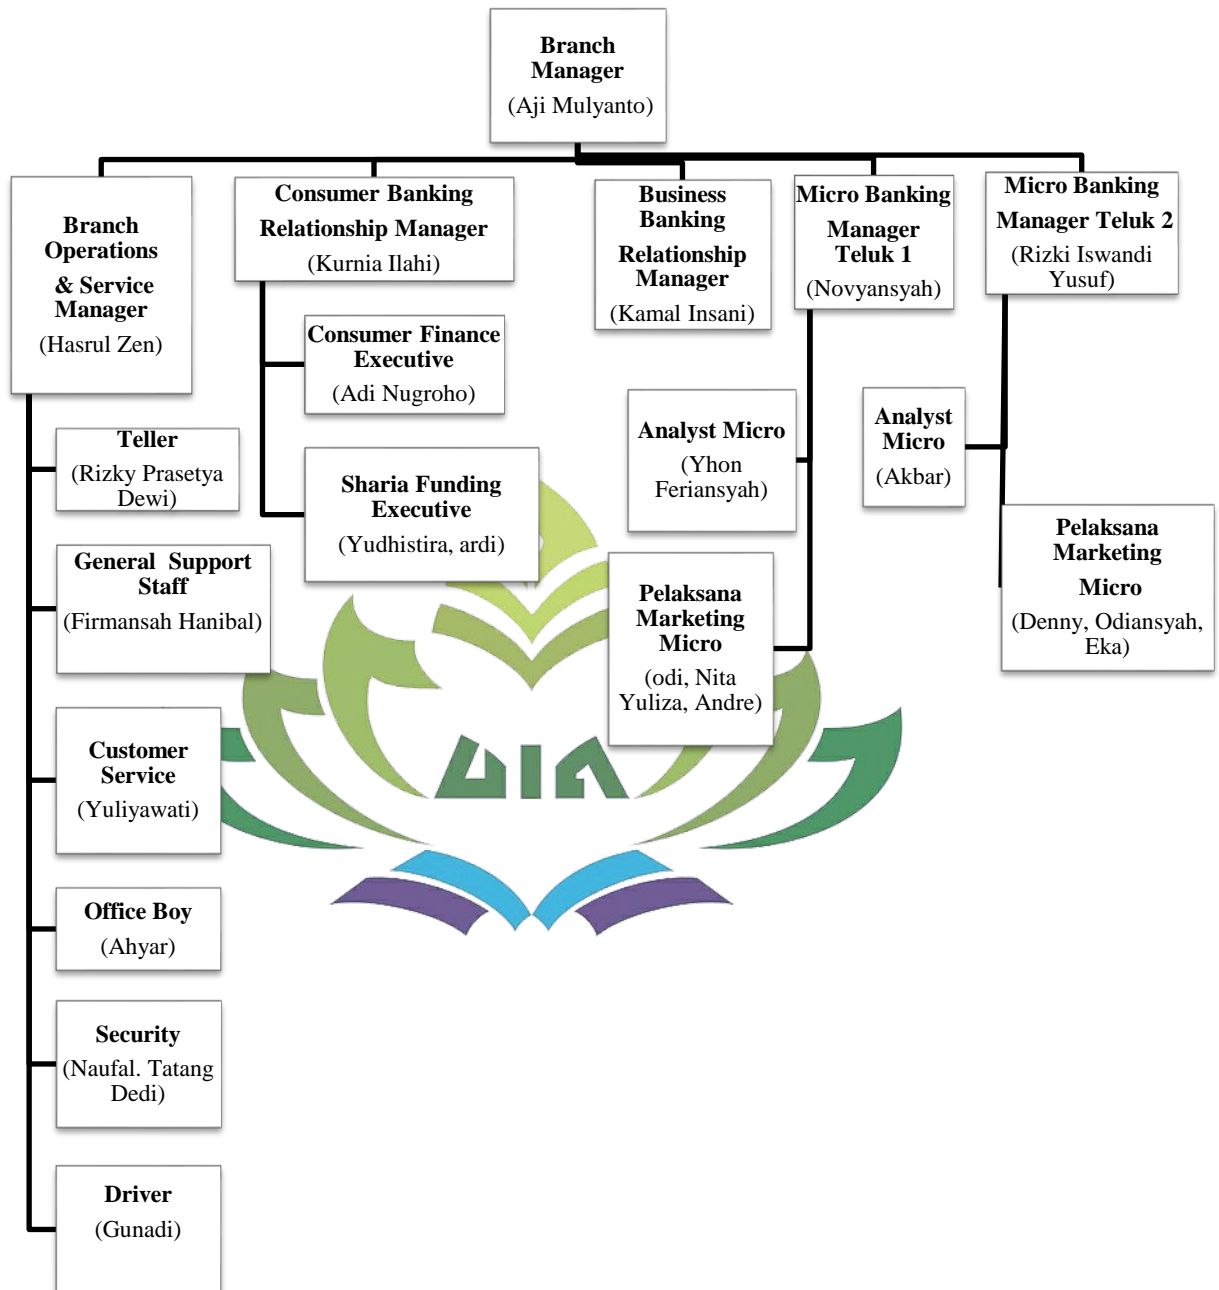 Branch
Manager
(Aji Mulyanto)
Branch
Operations
& Service
Manager
(Hasrul Zen)
Consumer Banking
Relationship Manager
(Kurnia Ilahi)
Business
Banking
Relationship
Manager
(Kamal Insani)
Micro Banking
Manager
Teluk 1
(Novyansyah)
Micro Banking
Manager Teluk 2
(Rizki Iswandi
Yusuf)
Consumer Finance
Executive
(Adi Nugroho)
Sharia Funding
Executive
(Yudhistira, ardi)
Analyst Micro
(Yhon
Feriansyah)
Pelaksana
Marketing
Micro
(odi, Nita
Yuliza, Andre)
Analyst
Micro
(Akbar)
Pelaksana
Marketing
Micro
(Denny, Odiansyah,
Eka)
Teller
(Rizky Prasetya
Dewi)
General Support
Staff
(Firmansah Hanibal)
Customer
Service
(Yuliyawati)
Office Boy
(Ahyar)
Security
(Naufal. Tatang
Dedi)
Driver
(Gunadi)